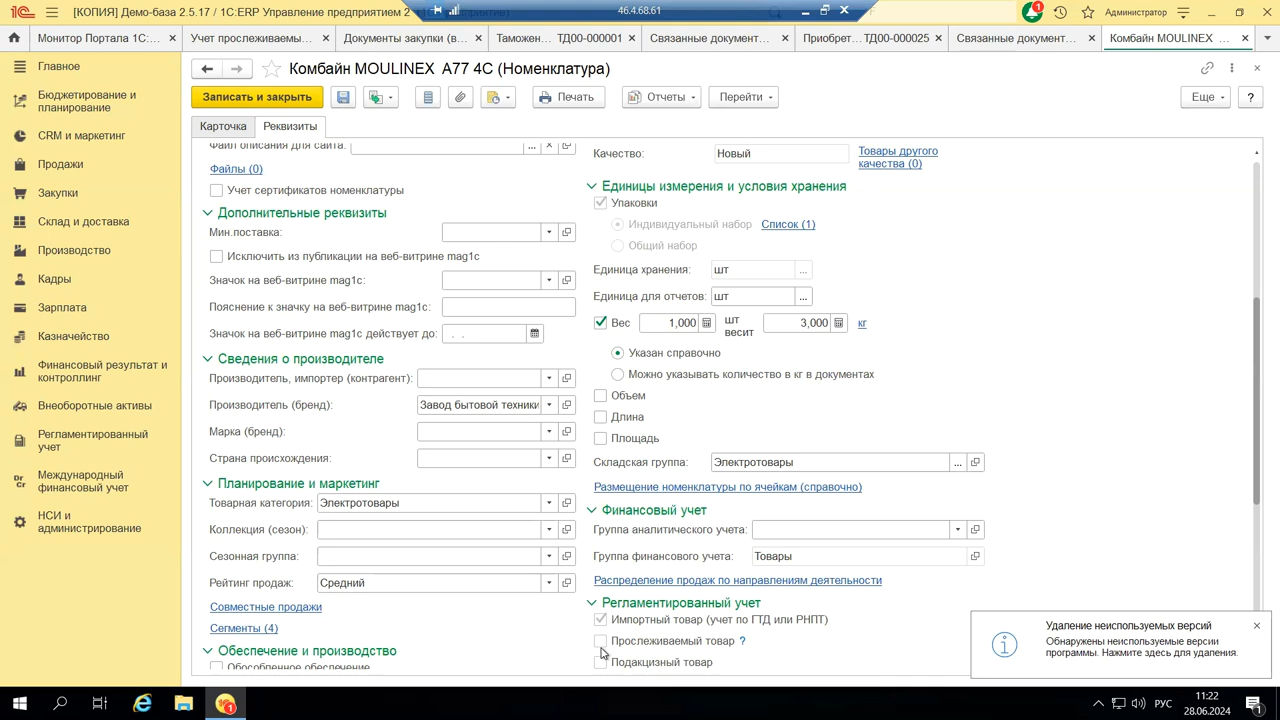 [КОПИЯ] Демо-база 2.5.17 / 1С:ERP Управление предприятием 2
46.4.68.61
Администратор
Монитор Портала 1С:...
Учет прослеживаемы...
Документы закупки (в...
Таможен... ТД00-000001
Связанные документ...
Приобрет... ТД00-000025
Связанные документ...
Комбайн MOULINEX ...
Главное
Бюджетирование и
планирование
CRM и маркетинг
Продажи
Закупки
Склад и доставка
Производство
Кадры
Зарплата
Казначейство
Финансовый результат и
контроллинг
Внеоборотные активы
Регламентированный
учет
Международный
финансовый учет
НСИ и
администрирование
Комбайн MOULINEX A77 4C (Номенклатура)
Записать и закрыть
Печать
Отчеты
Перейти
Еще
?
Карточка
Реквизиты
Файл описания для сайта:
Файлы (0)
Учет сертификатов номенклатуры
Дополнительные реквизиты
Мин.поставка:
Исключить из публикации на веб-витрине mag1c
Значок на веб-витрине mag1c:
Пояснение к значку на веб-витрине mag1c:
Значок на веб-витрине mag1c действует до: . .
Сведения о производителе
Производитель, импортер (контрагент):
Производитель (бренд): Завод бытовой техники
Марка (бренд):
Страна происхождения:
Планирование и маркетинг
Товарная категория: Электротовары
Коллекция (сезон):
Сезонная группа:
Рейтинг продаж: Средний
Совместные продажи
Сегменты (4)
Обеспечение и производство
Обособленное обеспечение
Качество: Новый
Товары другого
качества (0)
Единицы измерения и условия хранения
Упаковки
Индивидуальный набор Список (1)
Общий набор
Единица хранения: шт
Единица для отчетов: шт
Вес 1,000 шт
весит 3,000 кг
Указан справочно
Можно указывать количество в кг в документах
Объем
Длина
Площадь
Складская группа: Электротовары
Размещение номенклатуры по ячейкам (справочно)
Финансовый учет
Группа аналитического учета:
Группа финансового учета: Товары
Распределение продаж по направлениям деятельности
Регламентированный учет
Импортный товар (учет по ГТД или РНПТ)
Прослеживаемый товар ?
Подакцизный товар
Удаление неиспользуемых версий
Обнаружены неиспользуемые версии
программы. Нажмите здесь для удаления.
РУС
11:22
28.06.2024